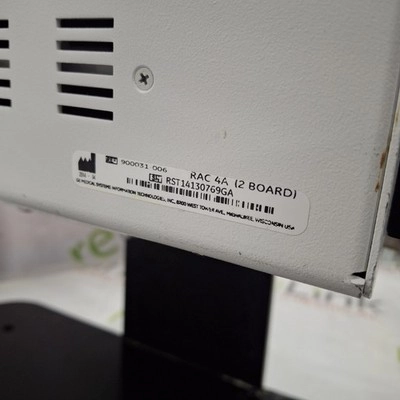 REF 900031 006 RAC 4A (2 BOARD)
SN RST14130769GA
GE MEDICAL SYSTEMS INFORMATION TECHNOLOGIES, INC., 8200 WEST TOWER AVE., MILWAUKEE, WISCONSIN USA